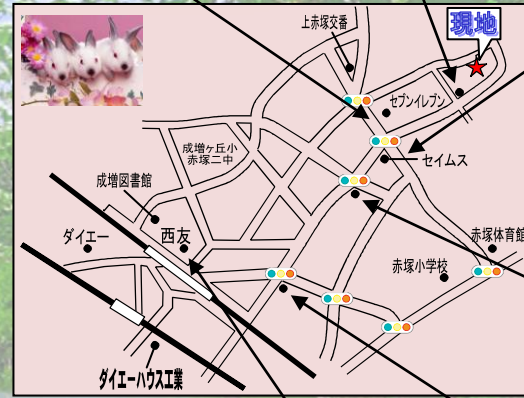 上赤塚交番
現地
セブンイレブン
成増ヶ丘小
赤塚二中
セイムス
成増図書館
ダイエー
西友
赤塚体育館
赤塚小学校
ダイエーハウス工業